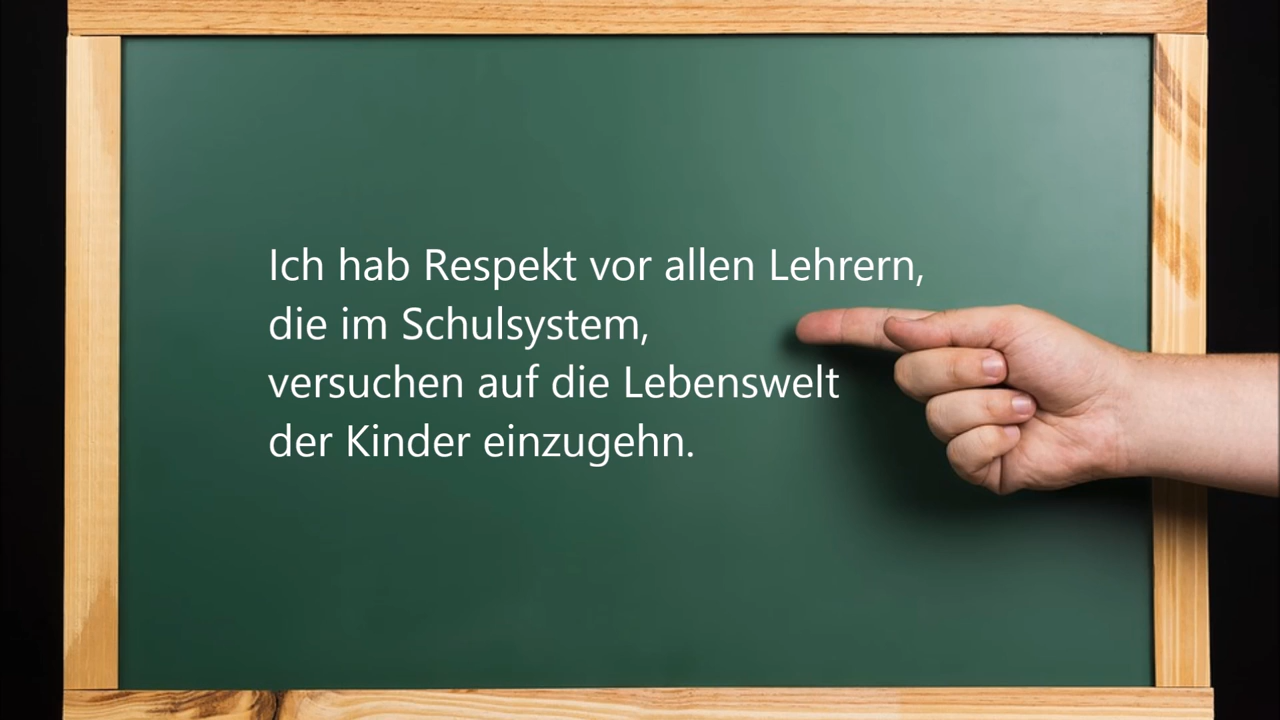 Ich hab Respekt vor allen Lehrern,
die im Schulsystem,
versuchen auf die Lebenswelt
der Kinder einzugehn.